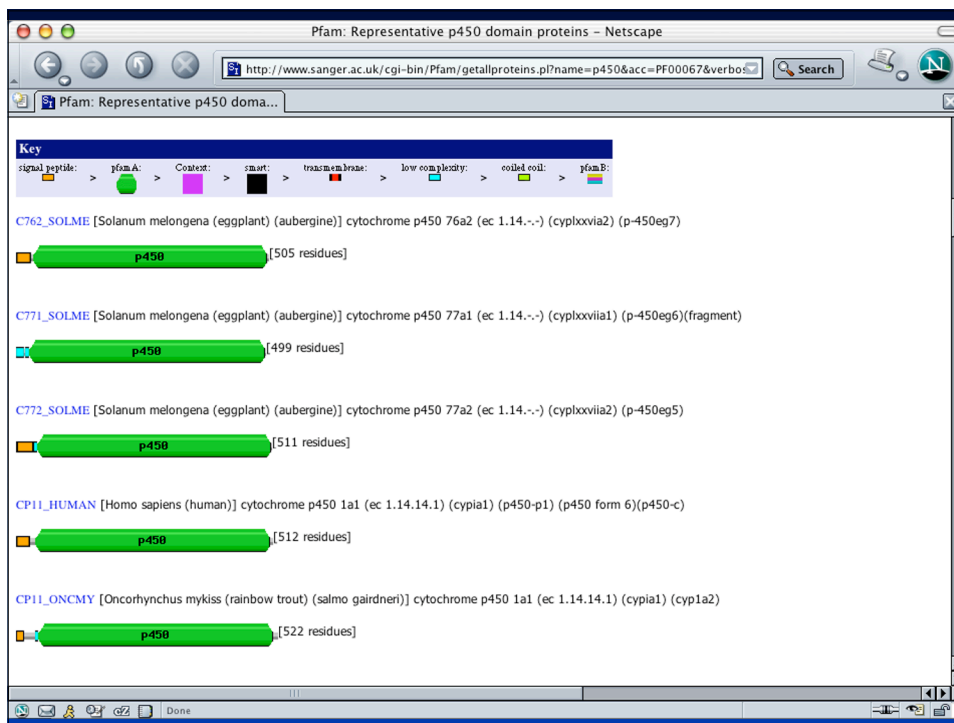 Pfam: Representative p450 domain proteins – Netscape
http://www.sanger.ac.uk/cgi-bin/Pfam/getallproteins.pl?name=p450&acc=PF00067&verbos
Search
N
Pfam: Representative p450 doma...
Key
signal peptide: > pfamA: > Context: > smart: > transmembrane: > low complexity: > coiled coil: > pfamB:
C762_SOLME [Solanum melongena (eggplant) (aubergine)] cytochrome p450 76a2 (ec 1.14.-.-) (cyplxxvia2) (p-450eg7)
p450 [505 residues]
C771_SOLME [Solanum melongena (eggplant) (aubergine)] cytochrome p450 77a1 (ec 1.14.-.-) (cyplxxviia1) (p-450eg6)(fragment)
p450 [499 residues]
C772_SOLME [Solanum melongena (eggplant) (aubergine)] cytochrome p450 77a2 (ec 1.14.-.-) (cyplxxviia2) (p-450eg5)
p450 [511 residues]
CP11_HUMAN [Homo sapiens (human)] cytochrome p450 1a1 (ec 1.14.14.1) (cypia1) (p450-p1) (p450 form 6)(p450-c)
p450 [512 residues]
CP11_ONCMY [Oncorhynchus mykiss (rainbow trout) (salmo gairdneri)] cytochrome p450 1a1 (ec 1.14.14.1) (cypia1) (cyp1a2)
p450 [522 residues]
Done